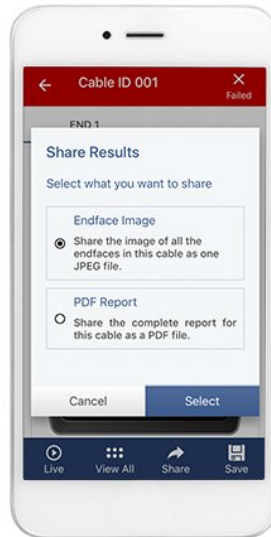 Cable ID 001
Failed
END 1
Share Results
Select what you want to share
Endface Image
Share the image of all the
endfaces in this cable as one
JPEG file.
PDF Report
Share the complete report for
this cable as a PDF file.
Cancel Select
Live View All Share Save